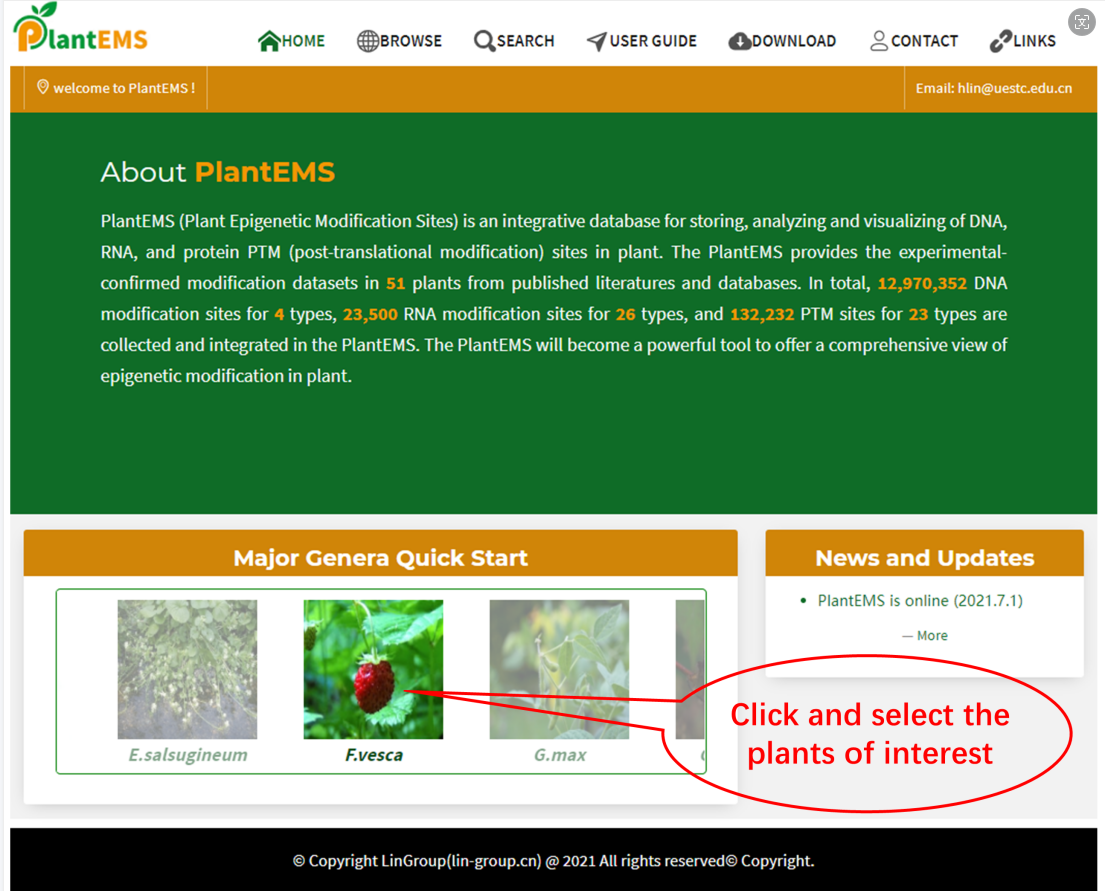 PlantEMS
HOME
BROWSE
SEARCH
USER GUIDE
DOWNLOAD
CONTACT
LINKS
welcome to PlantEMS !
Email: hlin@uestc.edu.cn
About PlantEMS
PlantEMS (Plant Epigenetic Modification Sites) is an integrative database for storing, analyzing and visualizing of DNA,
RNA, and protein PTM (post-translational modification) sites in plant. The PlantEMS provides the experimental-
confirmed modification datasets in 51 plants from published literatures and databases. In total, 12,970,352 DNA
modification sites for 4 types, 23,500 RNA modification sites for 26 types, and 132,232 PTM sites for 23 types are
collected and integrated in the PlantEMS. The PlantEMS will become a powerful tool to offer a comprehensive view of
epigenetic modification in plant.
Major Genera Quick Start
E.salsugineum
F.vesca
G.max
News and Updates
• PlantEMS is online (2021.7.1)
— More
Click and select the
plants of interest
© Copyright LinGroup(lin-group.cn) @ 2021 All rights reserved© Copyright.